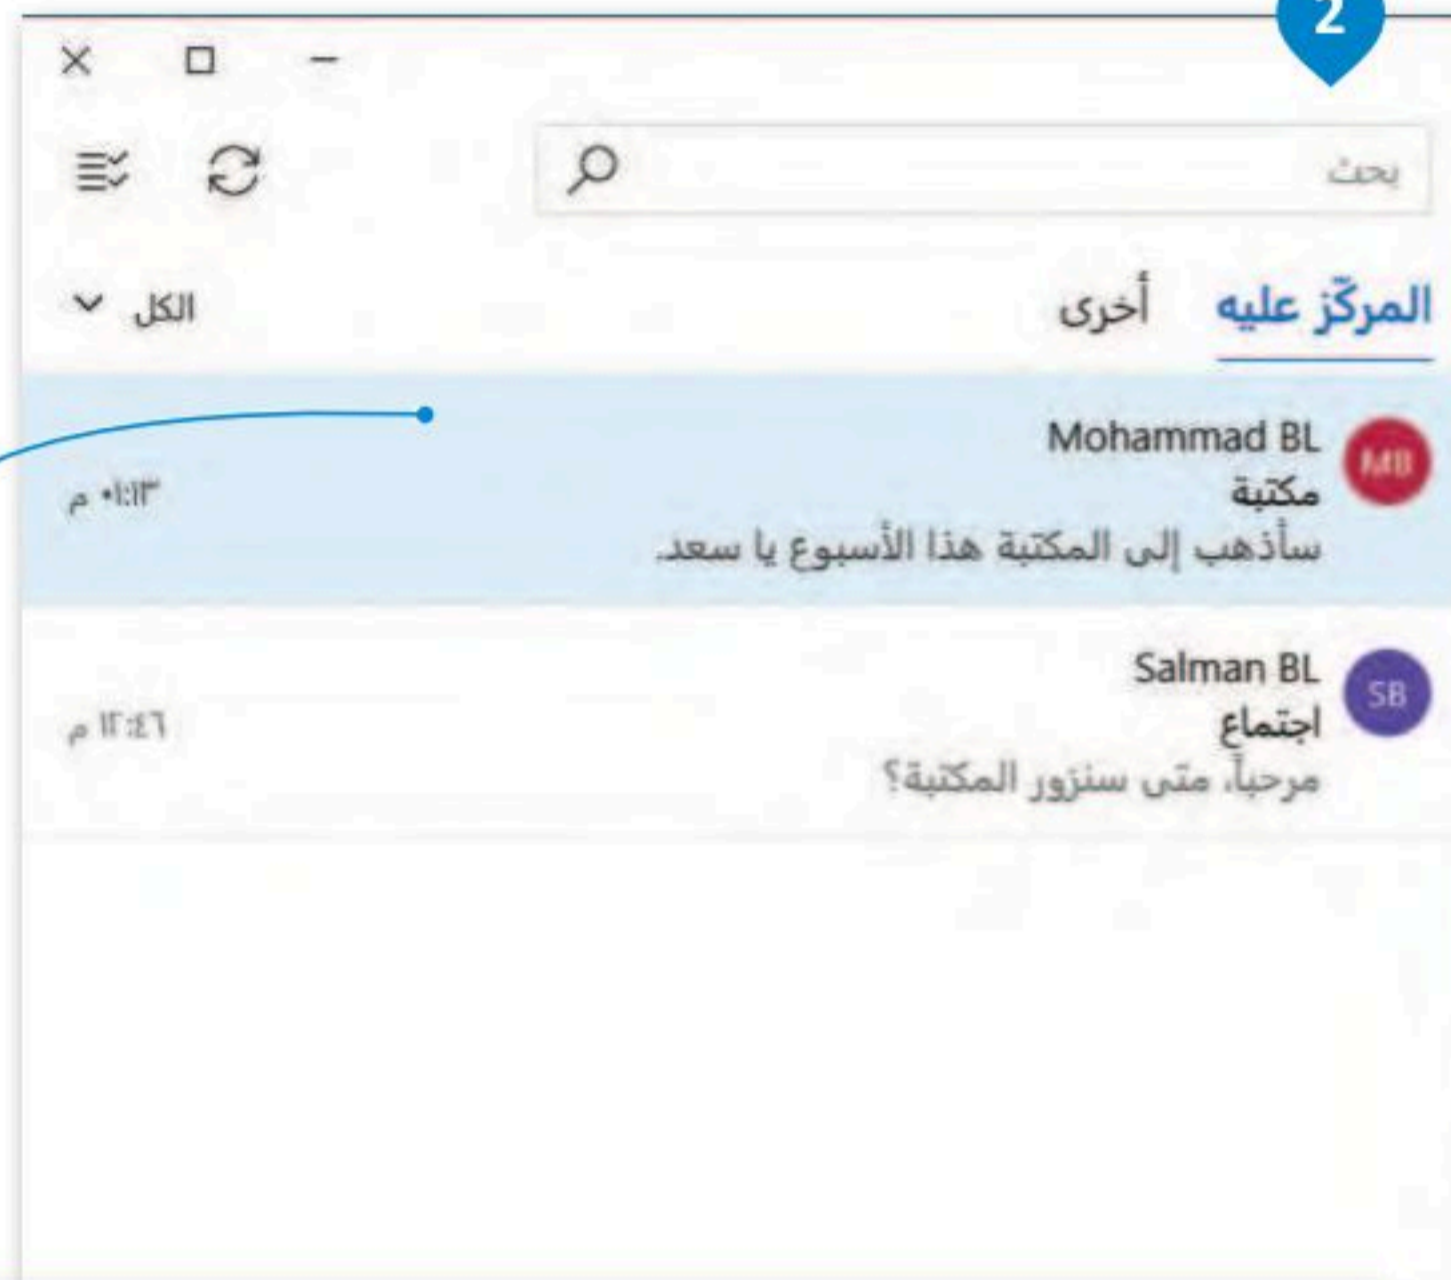 2
بحث
المركّز عليه أخرى الكل
MB
Mohammad BL
مكتبة
٠١:١٣ م
سأذهب إلى المكتبة هذا الأسبوع يا سعد.
SB
Salman BL
اجتماع
١٢:٤٦ م
مرحباً، متى سنزور المكتبة؟